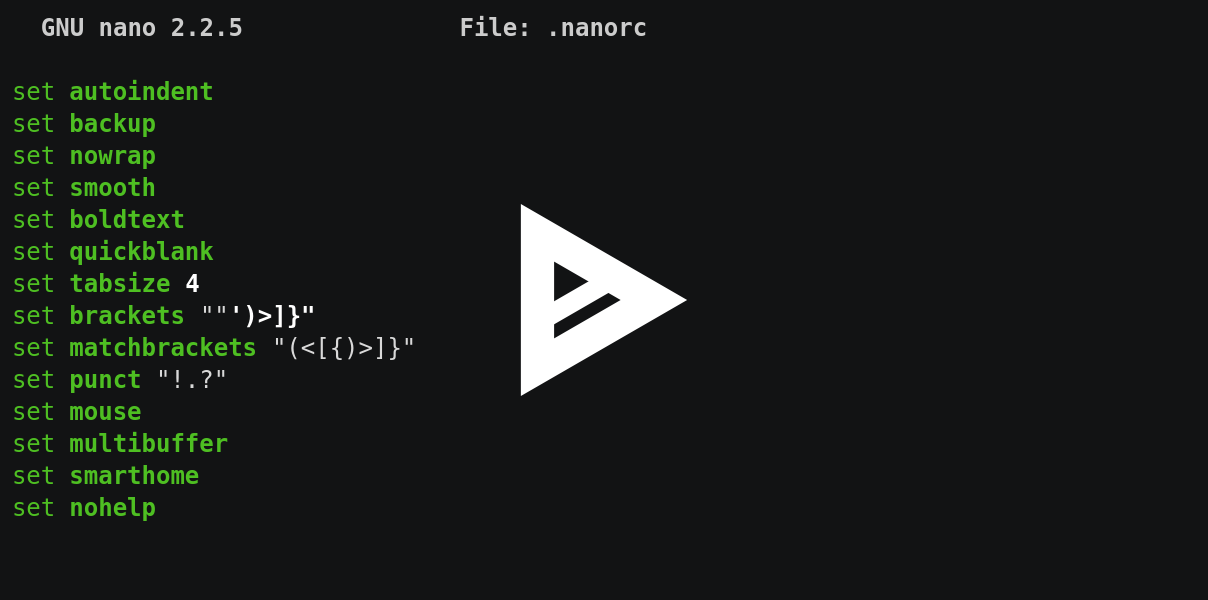 GNU nano 2.2.5 File: .nanorc
set autoindent
set backup
set nowrap
set smooth
set boldtext
set quickblank
set tabsize 4
set brackets ""')>]}"
set matchbrackets "(<[{)>]}"
set punct "!.?"
set mouse
set multibuffer
set smarthome
set nohelp